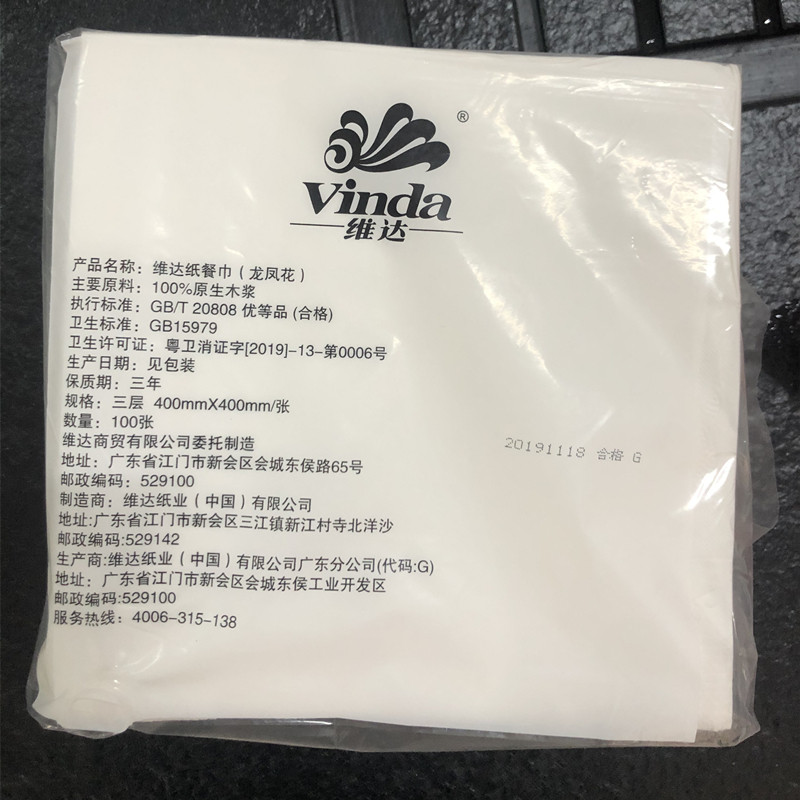 ®
Vinda
维达
产品名称：维达纸餐巾（龙凤花）
主要原料：100%原生木浆
执行标准：GB/T 20808 优等品 (合格)
卫生标准：GB15979
卫生许可证：粤卫消证字[2019]-13-第0006号
生产日期：见包装
保质期：三年
规格：三层 400mmX400mm/张
数量：100张
维达商贸有限公司委托制造
地址：广东省江门市新会区会城东侯路65号
邮政编码：529100
制造商：维达纸业（中国）有限公司
地址:广东省江门市新会区三江镇新江村寺北洋沙
邮政编码:529142
生产商:维达纸业（中国）有限公司广东分公司(代码:G)
地址：广东省江门市新会区会城东侯工业开发区
邮政编码:529100
服务热线：4006-315-138
20191118 合格 G